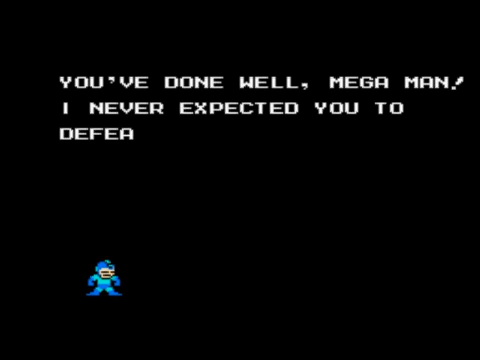 YOU'VE DONE WELL, MEGA MAN!
I NEVER EXPECTED YOU TO
DEFEA